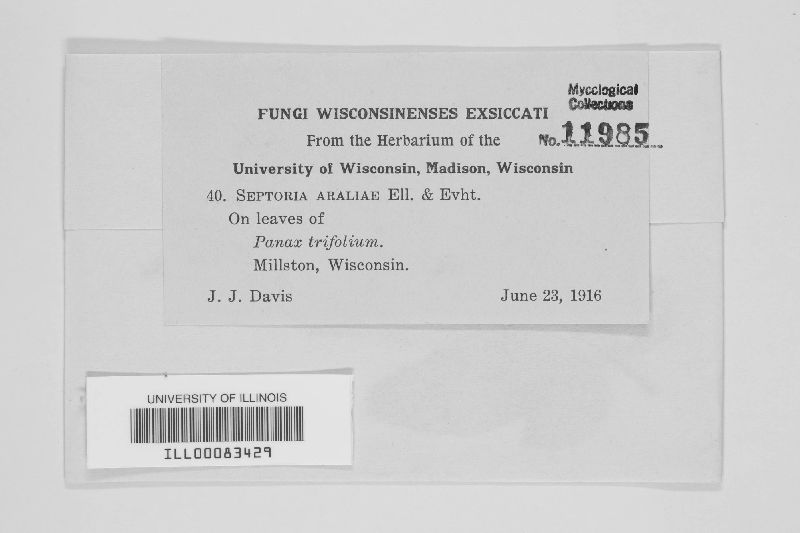 Mycological
Collections
No. 11985
FUNGI WISCONSINENSES EXSICCATI
From the Herbarium of the
University of Wisconsin, Madison, Wisconsin
40. SEPTORIA ARALIAE Ell. & Evht.
On leaves of
Panax trifolium.
Millston, Wisconsin.
J. J. Davis June 23, 1916
UNIVERSITY OF ILLINOIS
ILL00083429